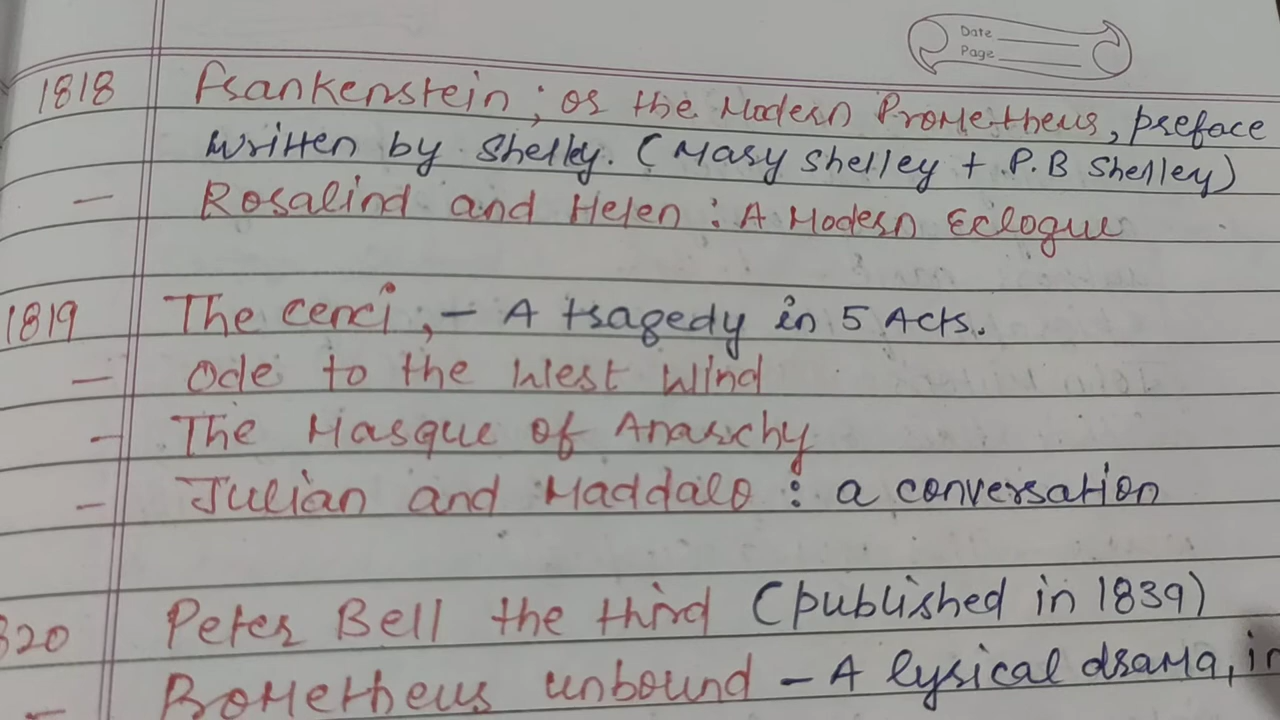 Date
Page
1818 Frankenstein; or the Modern Prometheus, preface
written by Shelley. (Mary Shelley + P.B Shelley)
— Rosalind and Helen : A Modern Eclogue
1819 The Cenci, - A tragedy in 5 Acts.
— Ode to the West Wind
- The Masque of Anarchy
- Julian and Maddalo : a conversation
820 Peter Bell the third (published in 1839)
- Prometheus unbound - A lyrical drama, in